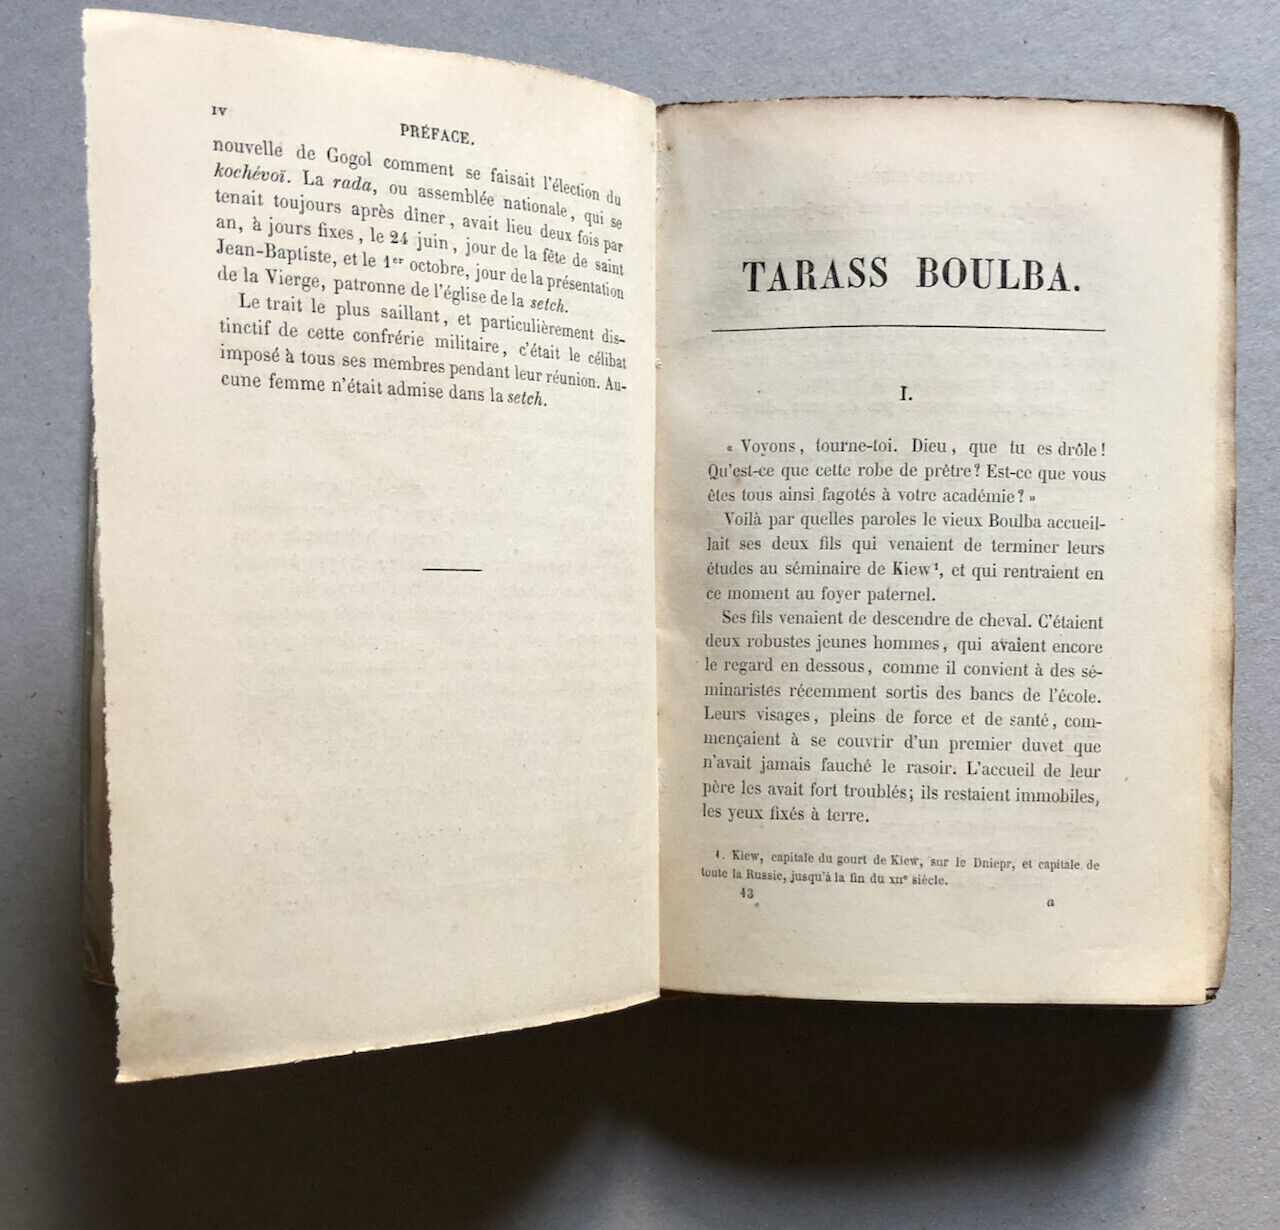 IV
PRÉFACE.
nouvelle de Gogol comment se faisait l'élection du
kochévoï. La rada, ou assemblée nationale, qui se
tenait toujours après dîner, avait lieu deux fois par
an, à jours fixes, le 24 juin, jour de la fête de saint
Jean-Baptiste, et le 1er octobre, jour de la présentation
de la Vierge, patronne de l'église de la setch.
Le trait le plus saillant, et particulièrement dis-
tinctif de cette confrérie militaire, c'était le célibat
imposé à tous ses membres pendant leur réunion. Au-
cune femme n'était admise dans la setch.
TARASS BOULBA.
I.
« Voyons, tourne-toi. Dieu, que tu es drôle!
Qu'est-ce que cette robe de prêtre? Est-ce que vous
êtes tous ainsi fagotés à votre académie? »
Voilà par quelles paroles le vieux Boulba accueil-
lait ses deux fils qui venaient de terminer leurs
études au séminaire de Kiew¹, et qui rentraient en
ce moment au foyer paternel.
Ses fils venaient de descendre de cheval. C'étaient
deux robustes jeunes hommes, qui avaient encore
le regard en dessous, comme il convient à des sé-
minaristes récemment sortis des bancs de l'école.
Leurs visages, pleins de force et de santé, com-
mençaient à se couvrir d'un premier duvet que
n'avait jamais fauché le rasoir. L'accueil de leur
père les avait fort troublés; ils restaient immobiles,
les yeux fixés à terre.
1. Kiew, capitale du gourt de Kiew, sur le Dniepr, et capitale de
toute la Russie, jusqu'à la fin du XIIe siècle.
13 a